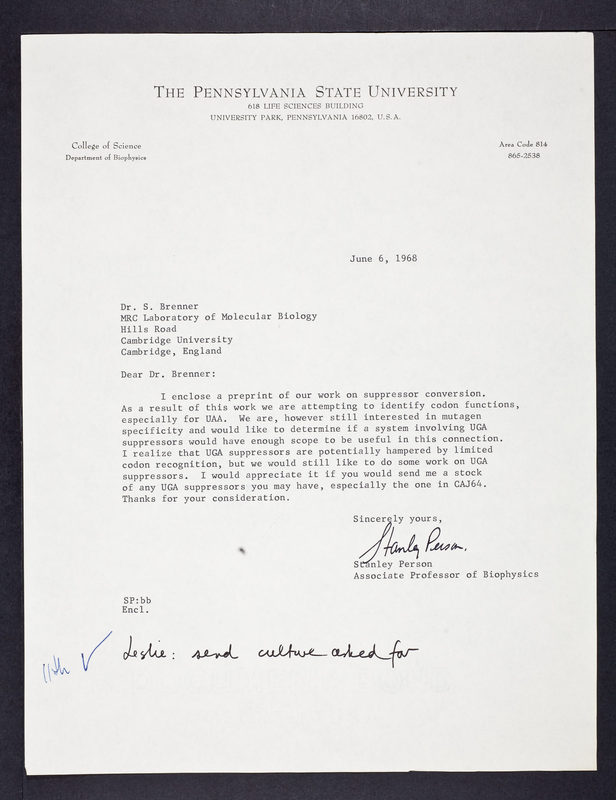 THE PENNSYLVANIA STATE UNIVERSITY
618 LIFE SCIENCES BUILDING
UNIVERSITY PARK, PENNSYLVANIA 16802, U.S.A.
College of Science
Department of Biophysics
Area Code 814
865-2538
June 6, 1968
Dr. S. Brenner
MRC Laboratory of Molecular Biology
Hills Road
Cambridge University
Cambridge, England
Dear Dr. Brenner:
I enclose a preprint of our work on suppressor conversion.
As a result of this work we are attempting to identify codon functions,
especially for UAA. We are, however still interested in mutagen
specificity and would like to determine if a system involving UGA
suppressors would have enough scope to be useful in this connection.
I realize that UGA suppressors are potentially hampered by limited
codon recognition, but we would still like to do some work on UGA
suppressors. I would appreciate it if you would send me a stock
of any UGA suppressors you may have, especially the one in CAJ64.
Thanks for your consideration.
Sincerely yours,
Stanley Person.
Stanley Person
Associate Professor of Biophysics
SP:bb
Encl.
11th
Leslie: send culture asked for